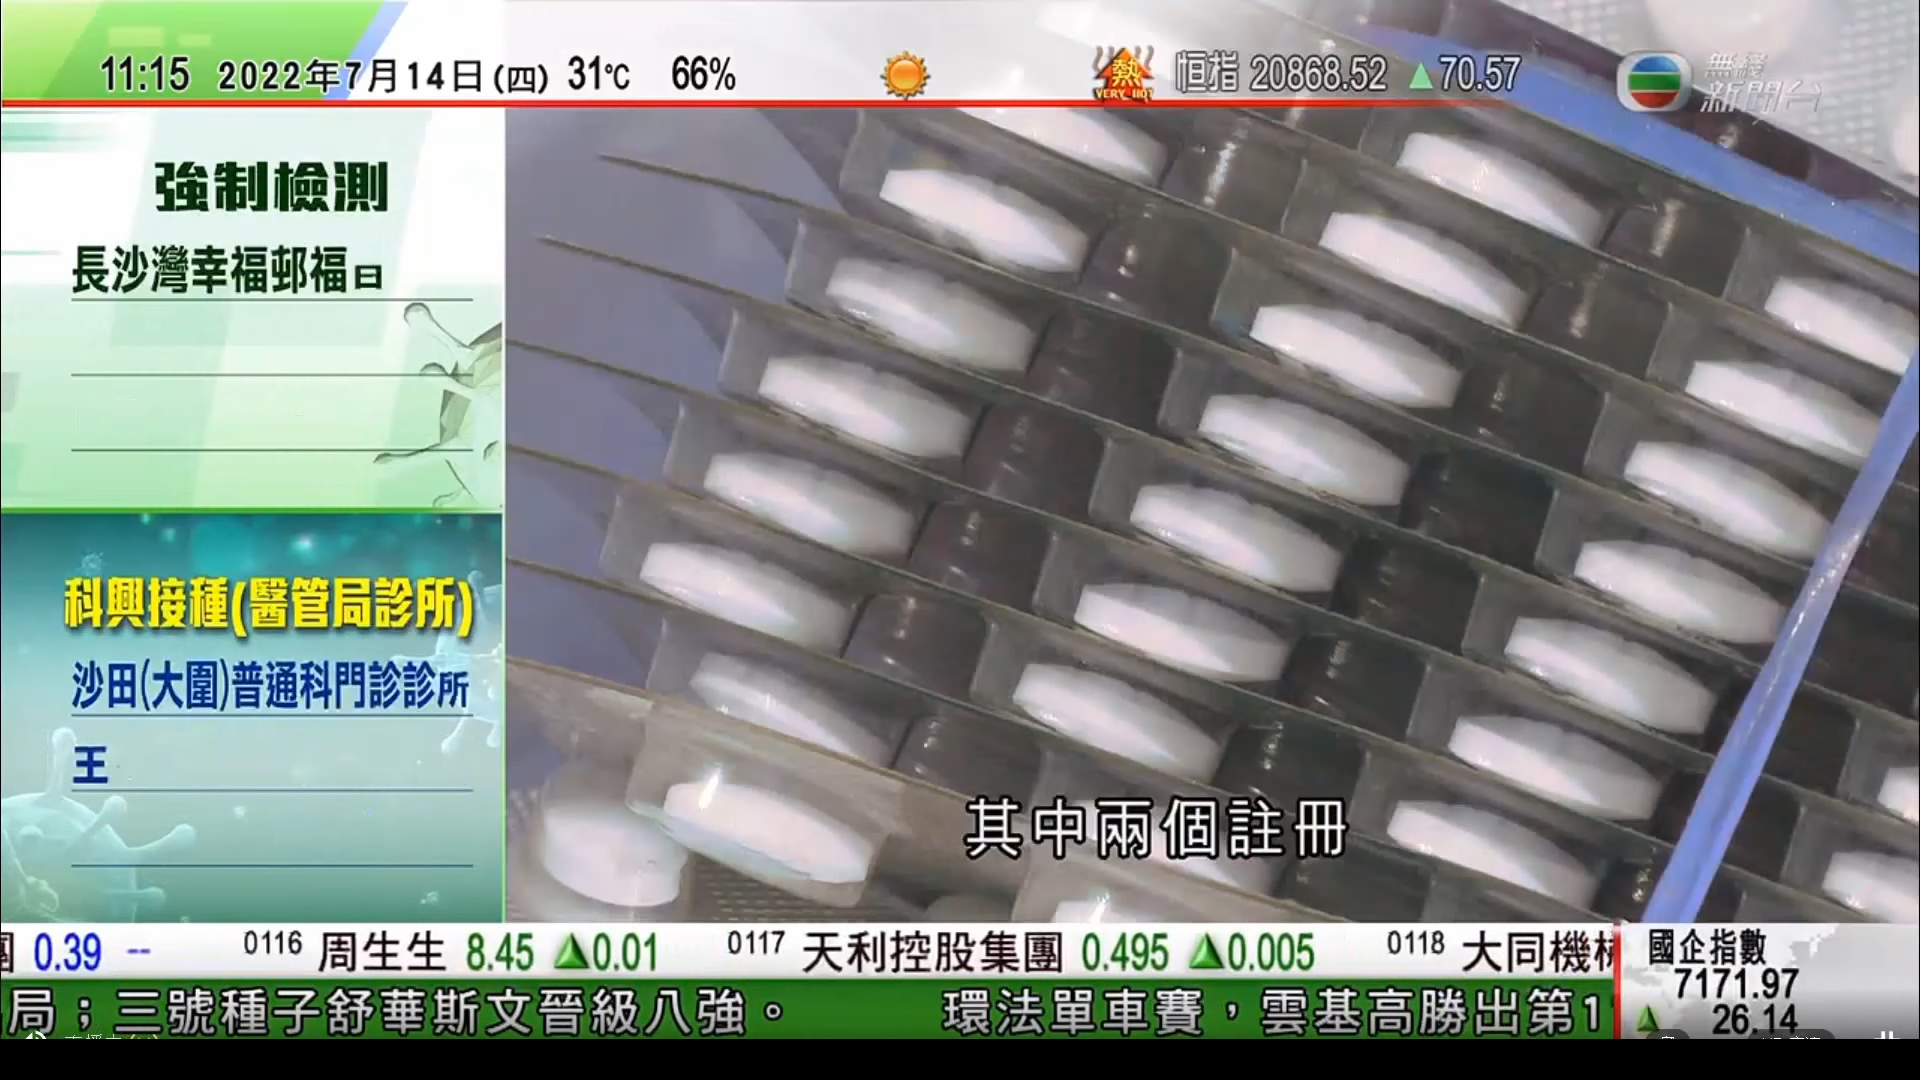 11:15 2022年7月14日(四) 31℃ 66%
熱
VERY HOT
恒指 20868.52 ▲70.57
無綫
新聞台
強制檢測
長沙灣幸福邨福日
科興接種(醫管局診所)
沙田(大圍)普通科門診診所
王
其中兩個註冊
0.39 -- 0116 周生生 8.45 ▲0.01 0117 天利控股集團 0.495 ▲0.005 0118 大同機
局；三號種子舒華斯文晉級八強。 環法單車賽，雲基高勝出第1
國企指數
7171.97
▲ 26.14